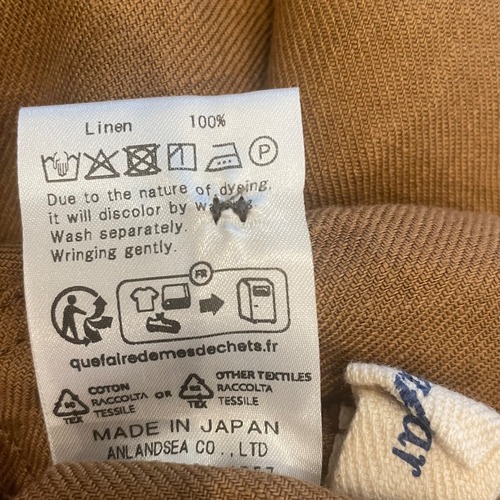 Linen 100%
P
Due to the nature of dyeing,
it will discolor by
Wash separately.
Wringing gently.
FR
quefairedemesdechets.fr
COTON
RACCOLTA OR
TESSILE
TEX
OTHER TEXTILES
RACCOLTA
TESSILE
TEX
MADE IN JAPAN
ANLANDSEA CO.,LTD